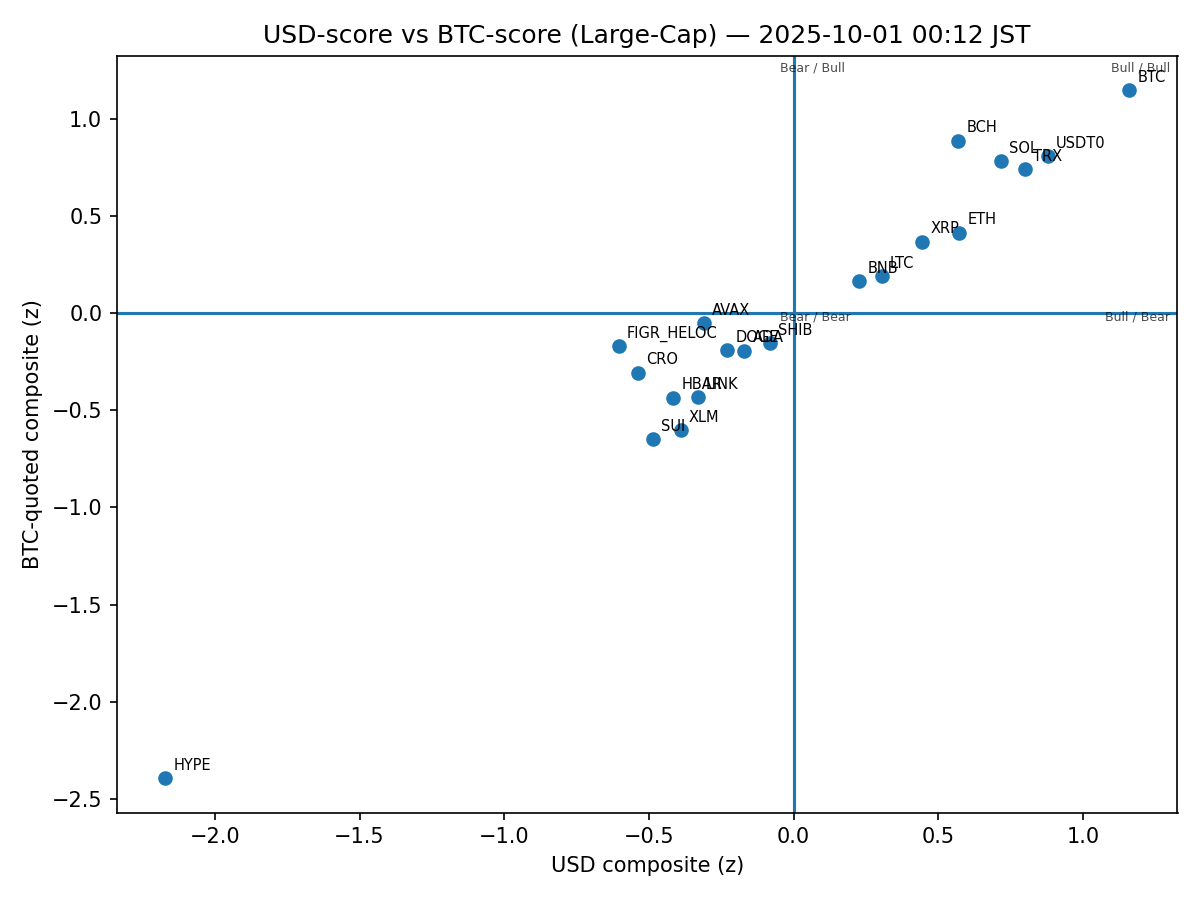 USD-score vs BTC-score (Large-Cap) — 2025-10-01 00:12 JST
Bear / Bull
Bull / Bull
BTC
BCH
USDT0
SOL
TRX
ETH
XRP
LTC
BNB
AVAX
Bear / Bear
Bull / Bear
SHIB
FIGR_HELOC
DOGE
ADA
CRO
HBAR
LINK
XLM
SUI
HYPE
1.0
0.5
0.0
−0.5
−1.0
−1.5
−2.0
−2.5
BTC-quoted composite (z)
−2.0
−1.5
−1.0
−0.5
0.0
0.5
1.0
USD composite (z)